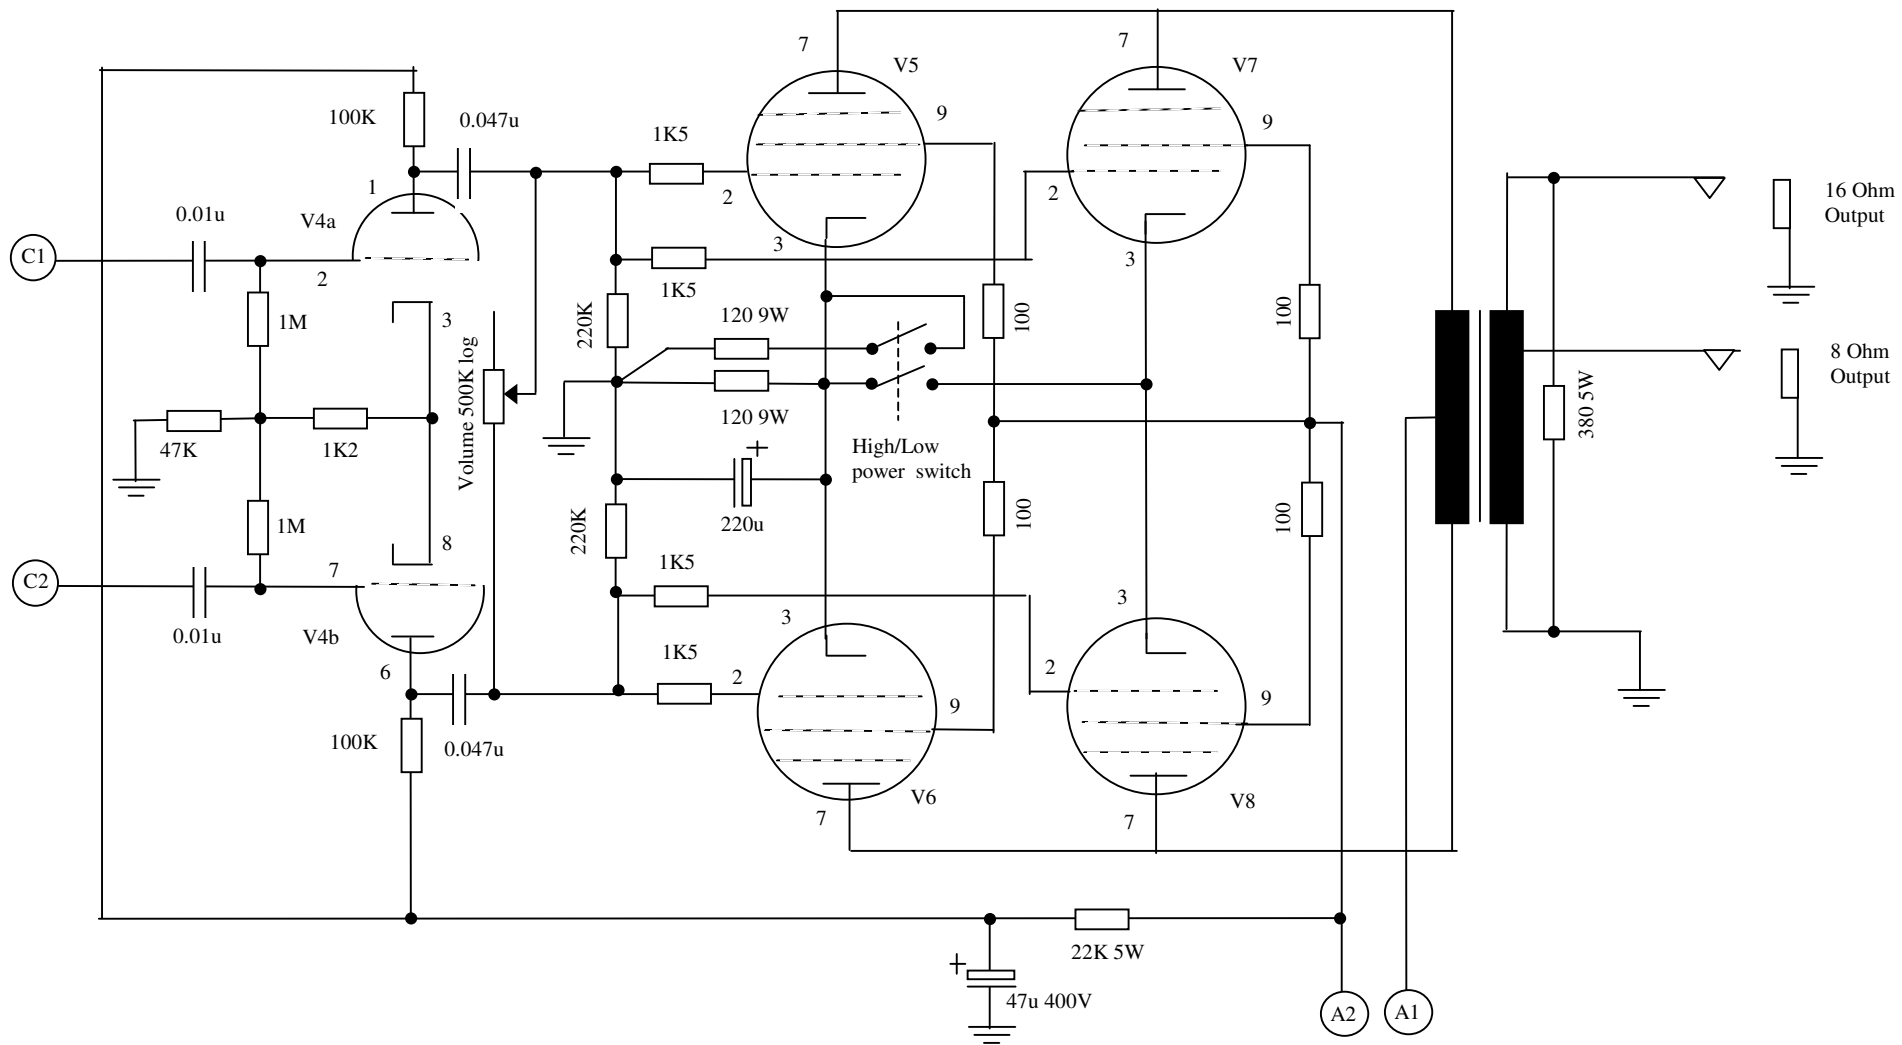 7
7
V5
V7
100K
0.047u
9
9
1K5
1
2
2
0.01u
V4a
16 Ohm
Output
C1
2
3
3
1K5
1M
3
220K
120 9W
100
100
Volume 500K log
8 Ohm
Output
120 9W
380 5W
47K
1K2
High/Low
power switch
1M
220K
220u
100
100
8
1K5
C2
7
3
3
0.01u
V4b
1K5
6
2
2
9
9
100K
0.047u
V6
V8
7
7
22K 5W
47u 400V
A2
A1